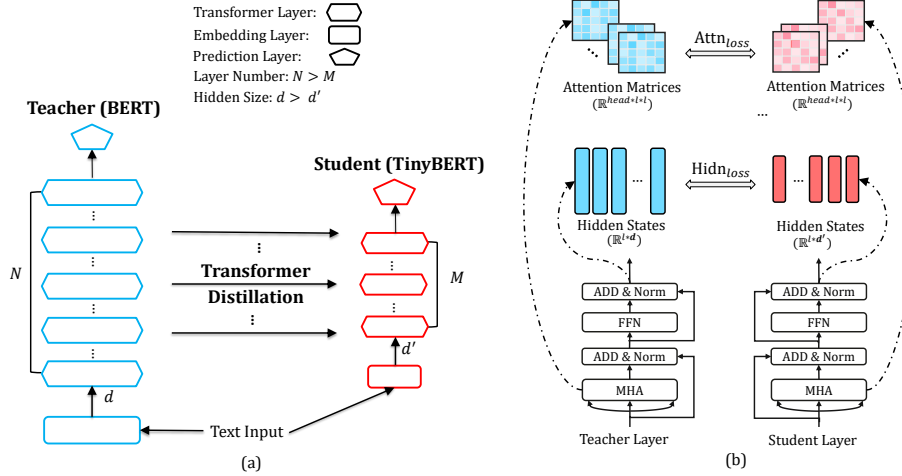 Transformer Layer:
Embedding Layer:
Prediction Layer:
Layer Number: N > M
Hidden Size: d > d′
Teacher (BERT)
Student (TinyBERT)
N
...
...
...
...
...
Transformer
Distillation
...
...
...
M
d
d′
Text Input
(a)
Attn_loss
...
...
Attention Matrices
(ℝ^{head∗l∗l})
Attention Matrices
(ℝ^{head∗l∗l})
...
Hidn_loss
...
...
Hidden States
(ℝ^{l∗d})
Hidden States
(ℝ^{l∗d′})
ADD & Norm
FFN
ADD & Norm
MHA
Teacher Layer
ADD & Norm
FFN
ADD & Norm
MHA
Student Layer
(b)